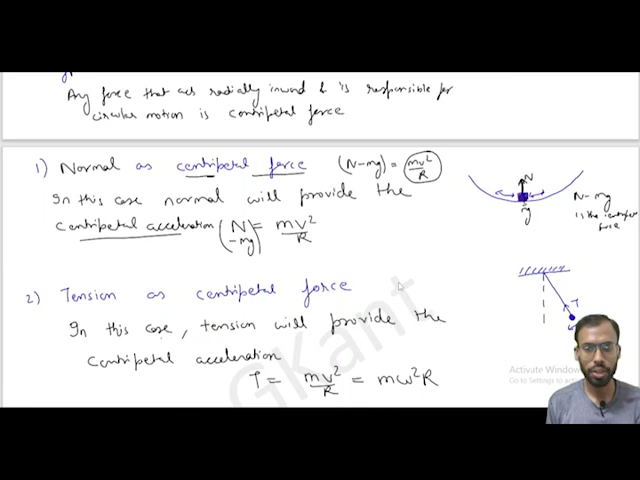 Any force that acts radially inward & is responsible for
circular motion is centripetal force
1) Normal as centripetal force (N-mg) = mv²/R
In this case normal will provide the
centripetal acceleration (N-mg) = mv²/R
N
mg
N-mg
is the centripetal
force
2) Tension as centripetal force
In this case, tension will provide the
centripetal acceleration
T = mv²/R = mω²R
T
GKant
Activate Window
Go to Settings to act